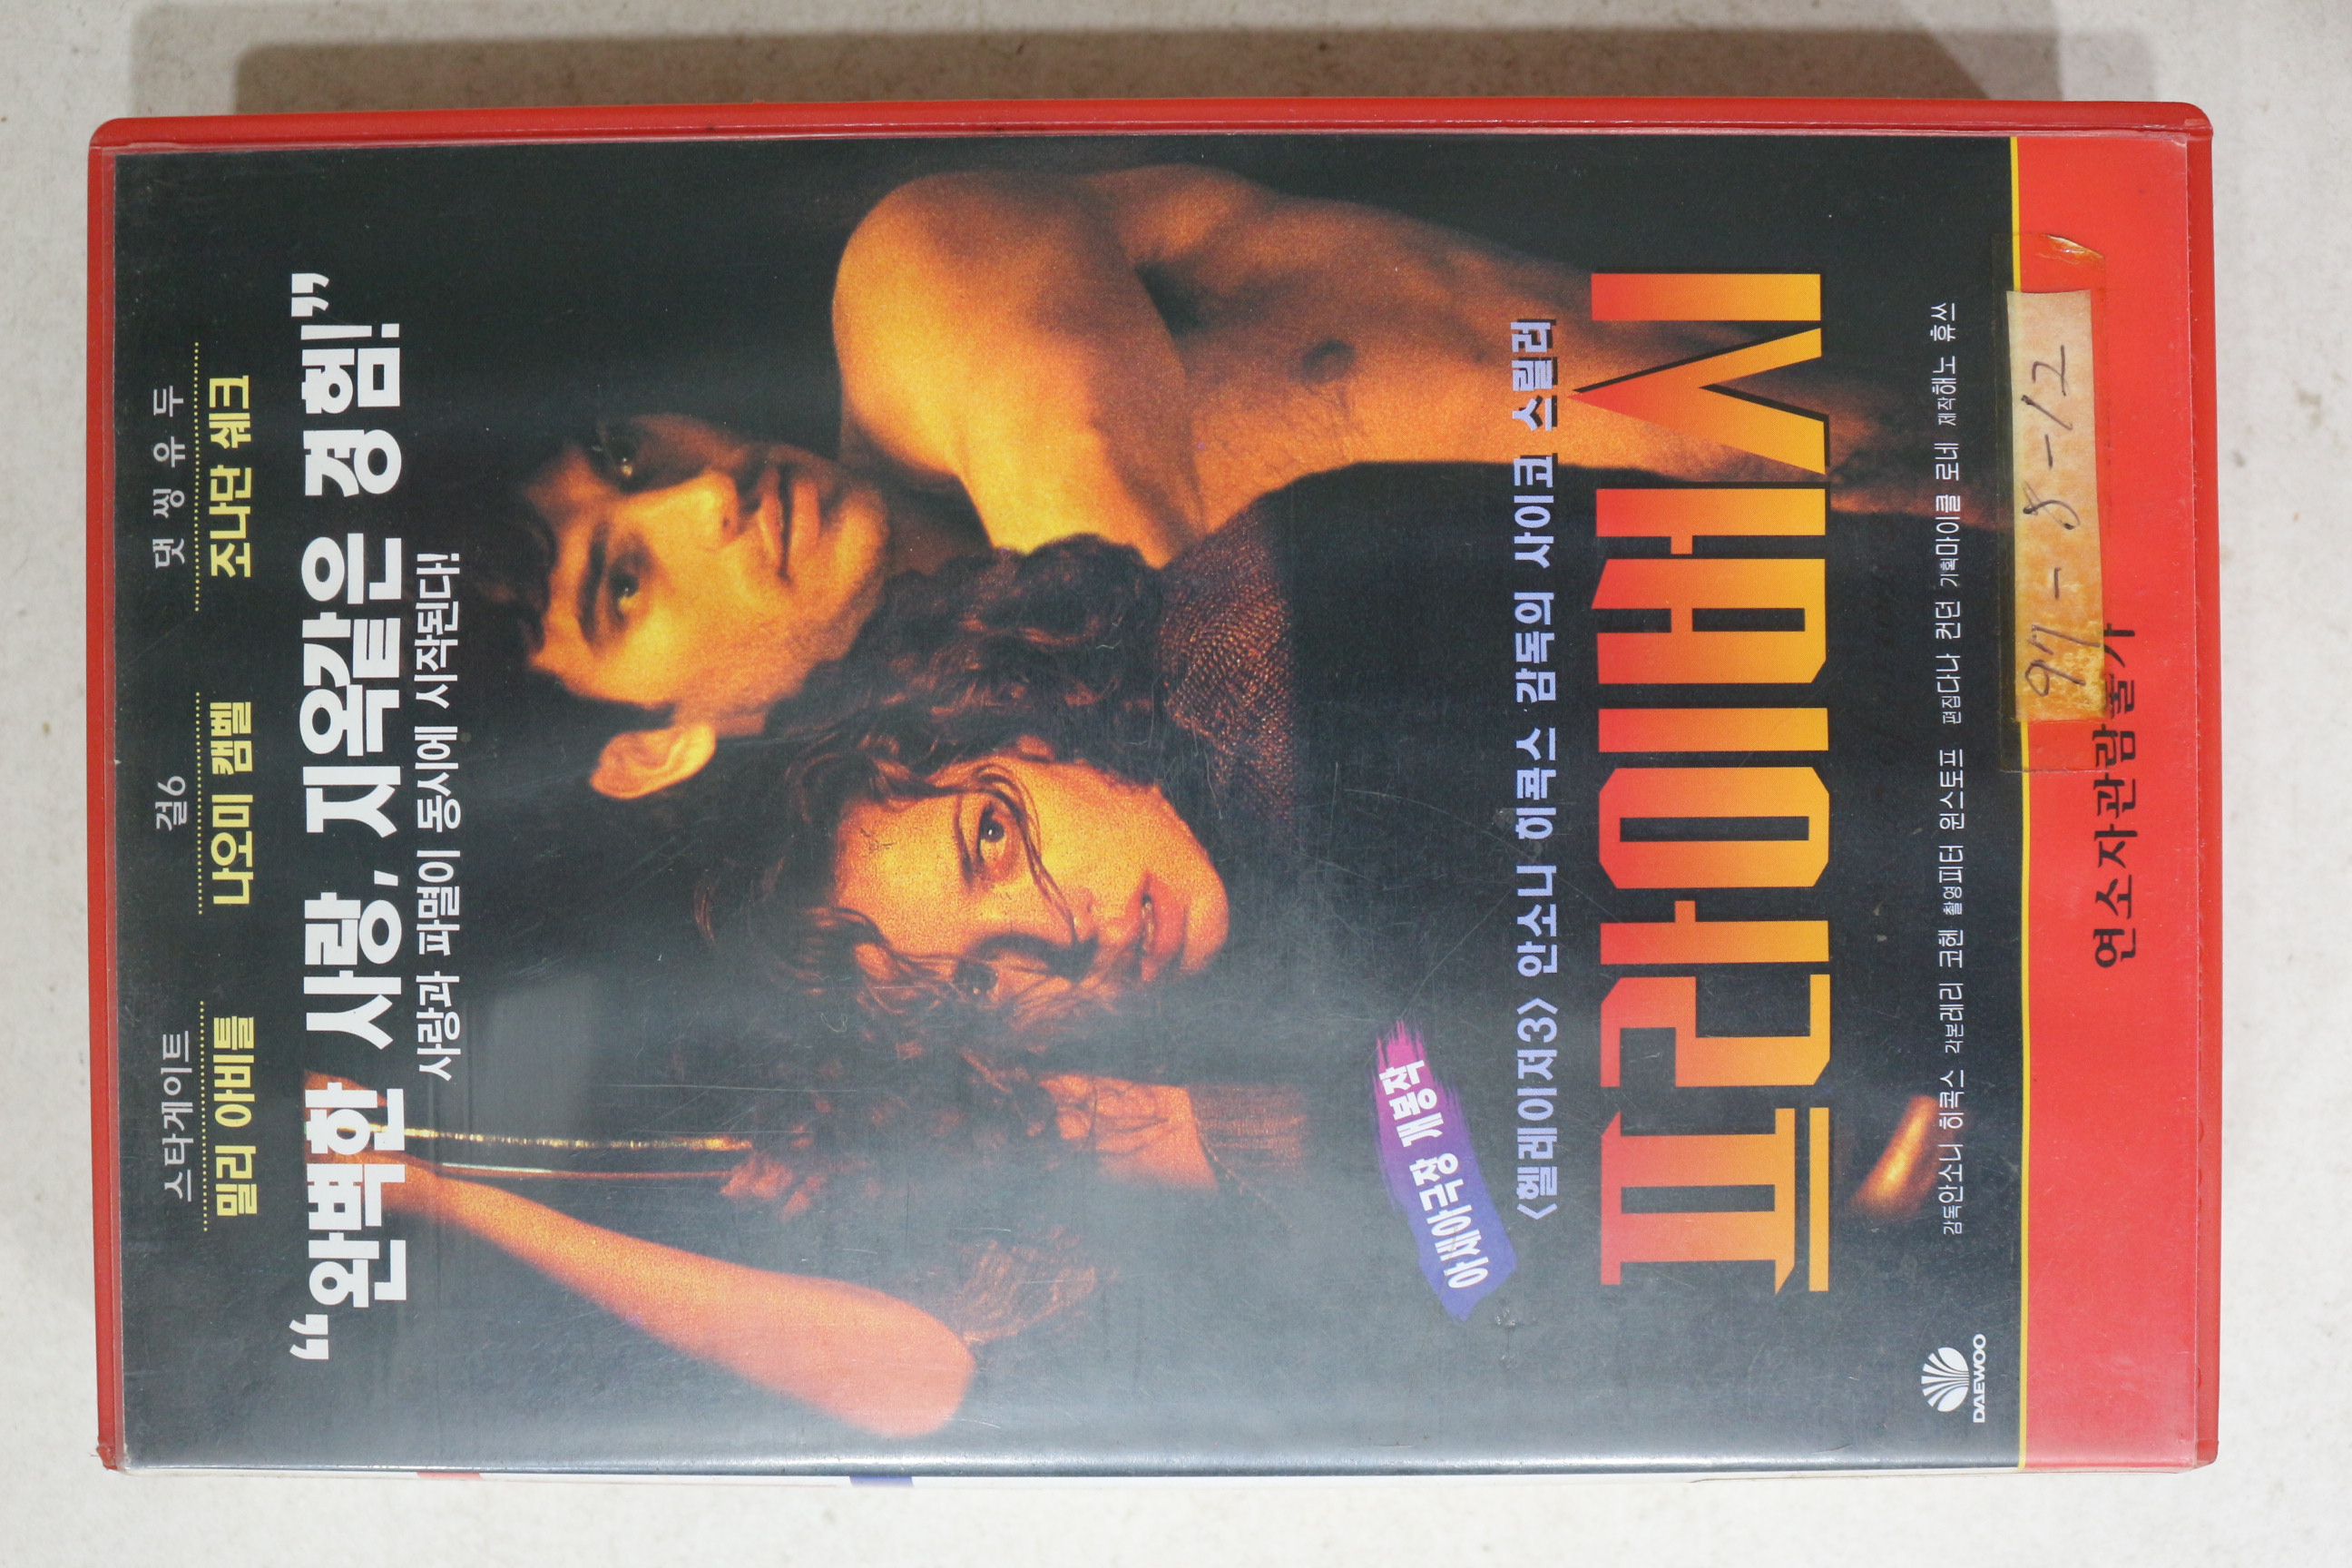 스타게이트
밀리 아비틀
걸6
나오미 캠벨
댓 씽 유 두
조나단 쉐크
“완벽한 사랑, 지옥같은 경험!”
사랑과 파멸이 동시에 시작된다!
아세아극장 개봉작
〈헬레이져3〉 안소니 히콕스 감독의 사이코 스릴러
프라이버시
감독안소니 히콕스 각본래리 코헨 촬영피터 윈스토프 편집다나 컨던 기획마이클 로네 제작해노 휴쓰
DAEWOO
97-8-12
연소자관람불가